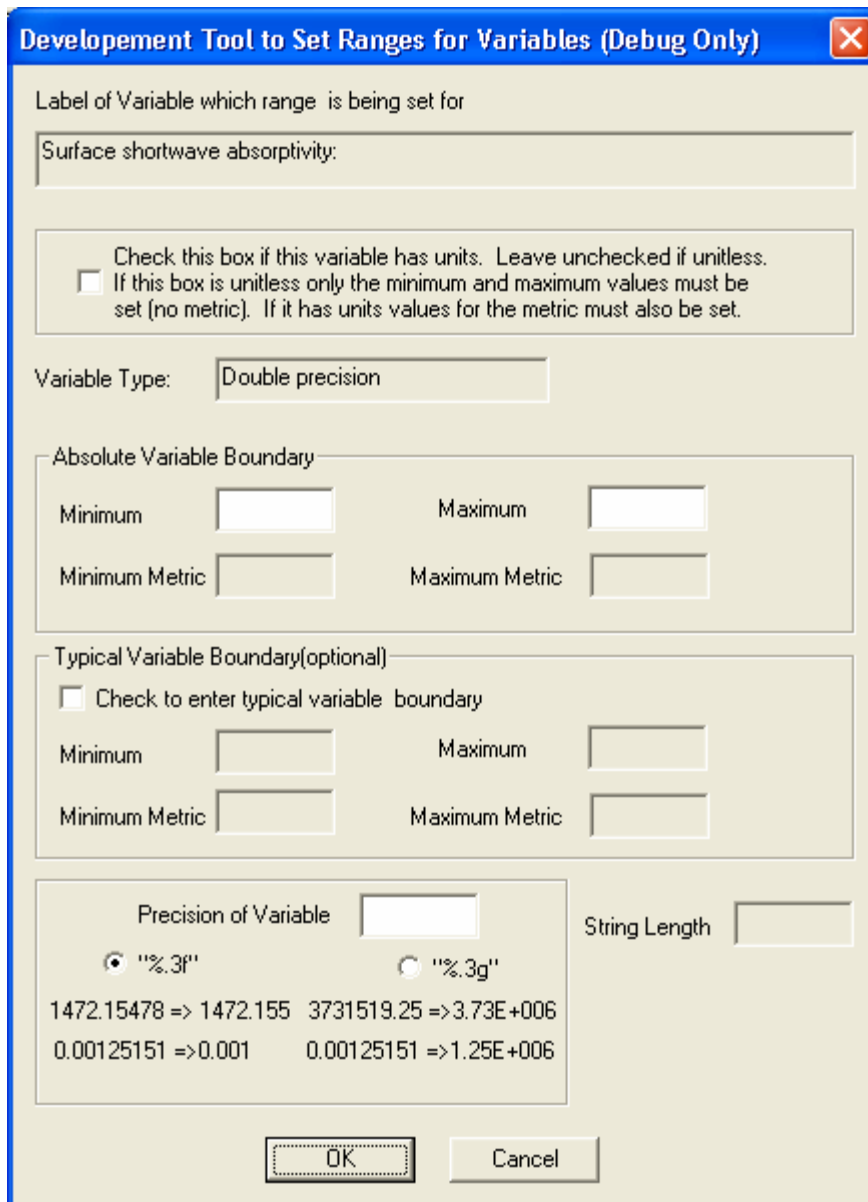 Developement Tool to Set Ranges for Variables (Debug Only)
Label of Variable which range is being set for
Surface shortwave absorptivity:
Check this box if this variable has units. Leave unchecked if unitless.
If this box is unitless only the minimum and maximum values must be
set (no metric). If it has units values for the metric must also be set.
Variable Type: Double precision
Absolute Variable Boundary
Minimum Maximum
Minimum Metric Maximum Metric
Typical Variable Boundary(optional)
Check to enter typical variable boundary
Minimum Maximum
Minimum Metric Maximum Metric
Precision of Variable String Length
"%.3f" "%.3g"
1472.15478 => 1472.155 3731519.25 =>3.73E+006
0.00125151 =>0.001 0.00125151 =>1.25E+006
OK Cancel